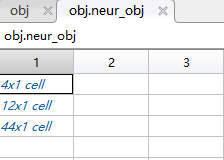 obj obj.neur_obj
obj.neur_obj
1 2 3
4x1 cell
12x1 cell
44x1 cell